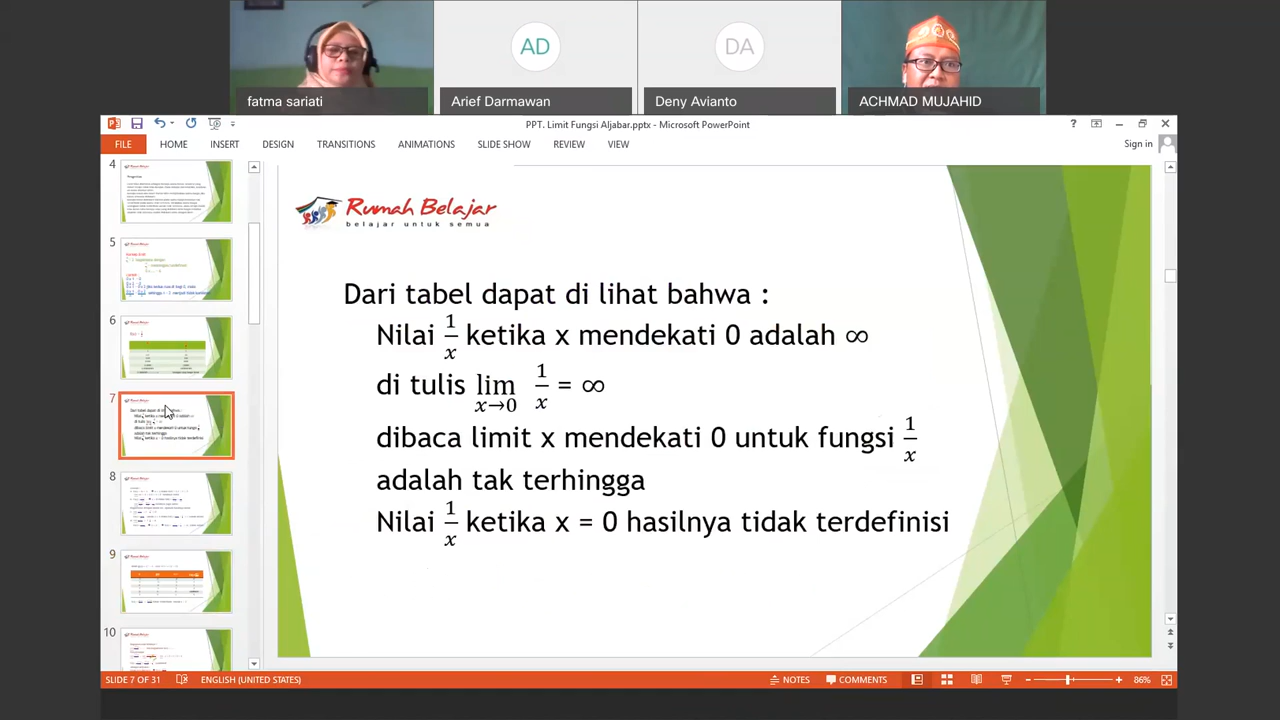 AD
DA
fatma sariati
Arief Darmawan
Deny Avianto
ACHMAD MUJAHID
PPT. Limit Fungsi Aljabar.pptx - Microsoft PowerPoint
?
FILE HOME INSERT DESIGN TRANSITIONS ANIMATIONS SLIDE SHOW REVIEW VIEW
Sign in
4
5
6
7
8
9
10
Rumah Belajar
belajar untuk semua
Dari tabel dapat di lihat bahwa :
Nilai 1/x ketika x mendekati 0 adalah ∞
di tulis lim x→0 1/x = ∞
dibaca limit x mendekati 0 untuk fungsi 1/x
adalah tak terhingga
Nilai 1/x ketika x = 0 hasilnya tidak terdefinisi
SLIDE 7 OF 31
ENGLISH (UNITED STATES)
NOTES
COMMENTS
86%